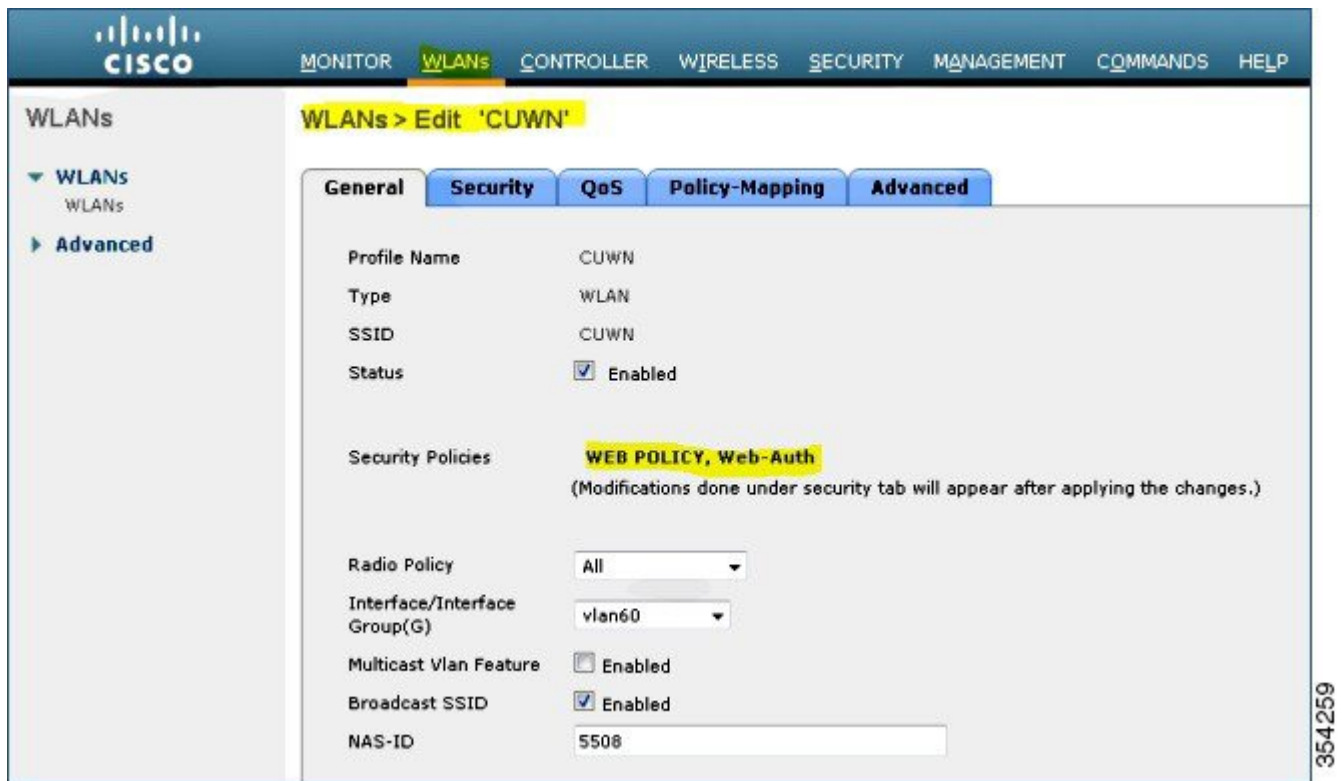 CISCO
MONITOR WLANs CONTROLLER WIRELESS SECURITY MANAGEMENT COMMANDS HELP
WLANs
WLANs > Edit 'CUWN'
WLANs
WLANs
Advanced
General Security QoS Policy-Mapping Advanced
Profile Name CUWN
Type WLAN
SSID CUWN
Status Enabled
Security Policies WEB POLICY, Web-Auth
(Modifications done under security tab will appear after applying the changes.)
Radio Policy All
Interface/Interface
Group(G) vlan60
Multicast Vlan Feature Enabled
Broadcast SSID Enabled
NAS-ID 5508
354259